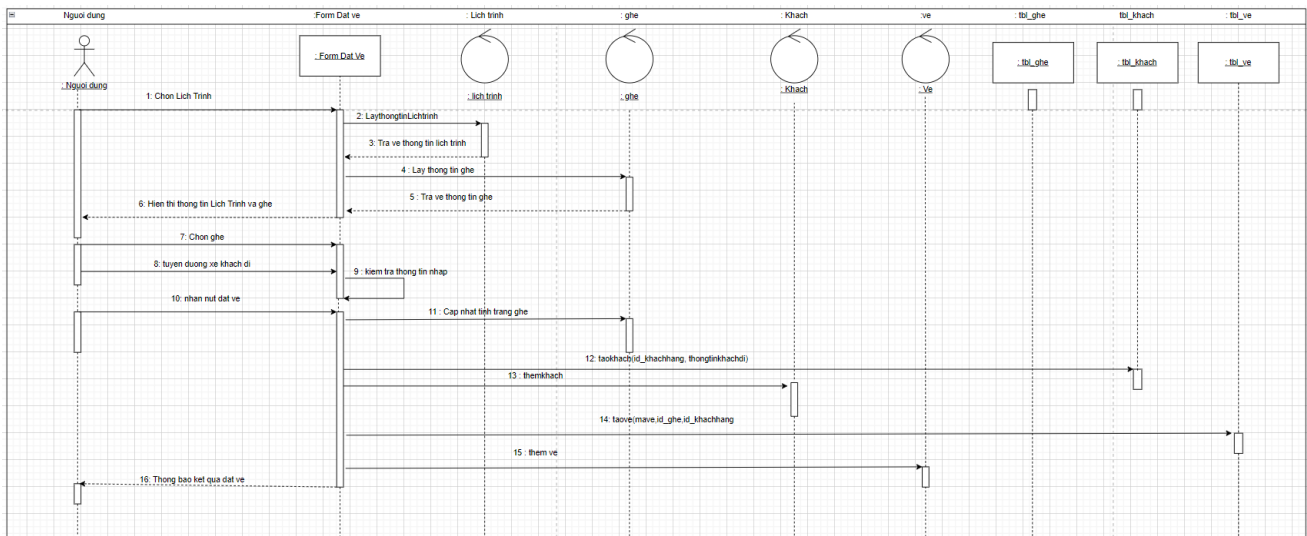 Nguoi dung
:Form Dat ve
: Lich trình
: ghe
: Khach
:ve
: tbl_ghe
tbl_khach
: tbl_ve
: Form Dat Ve
: tbl_ghe
: tbl_khach
: tbl_ve
: Nguoi dung
: lich trinh
: ghe
: Khach
: Ve
1: Chon Lich Trình
2: LaythongtinLichtrinh
3: Tra ve thong tin lich trinh
4 : Lay thong tin ghe
5 : Tra ve thong tin ghe
6: Hien thi thong tin Lich Trinh va ghe
7: Chon ghe
8: tuyen duong xe khach di
9 : kiem tra thong tin nhap
10: nhan nut dat ve
11 : Cap nhat tinh trang ghe
12: taokhach(id_khachhang, thongtinkhachdi)
13 : themkhach
14: taove(mave,id_ghe,id_khachhang
15 : them vé
16: Thong bao ket qua dat ve